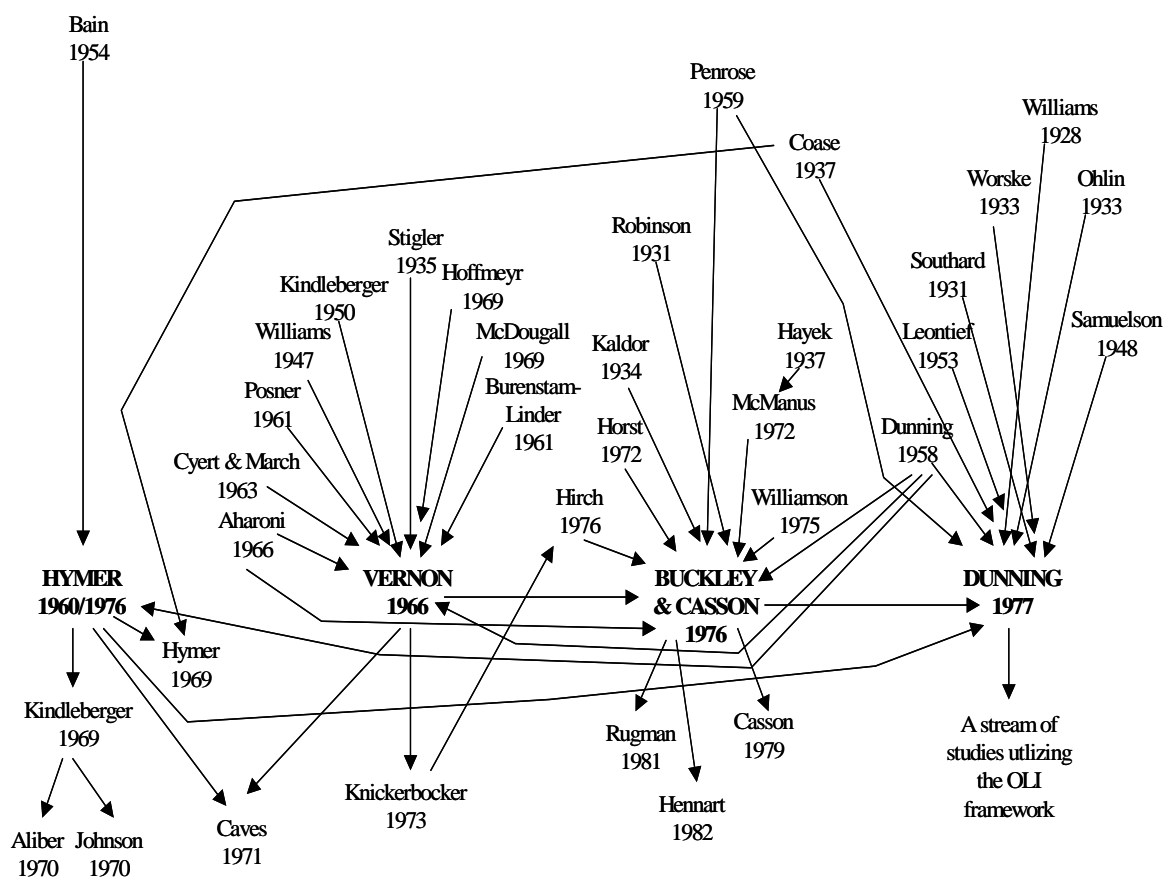 Bain
1954
Penrose
1959
Williams
1928
Coase
1937
Worske
1933
Ohlin
1933
Robinson
1931
Stigler
1935
Hoffmeyr
1969
Southard
1931
Kindleberger
1950
Samuelson
1948
Williams
1947
McDougall
1969
Kaldor
1934
Hayek
1937
Leontief
1953
Posner
1961
Burenstam-
Linder
1961
McManus
1972
Horst
1972
Dunning
1958
Cyert & March
1963
Hirch
1976
Williamson
1975
Aharoni
1966
HYMER
1960/1976
VERNON
1966
BUCKLEY
& CASSON
1976
DUNNING
1977
Hymer
1969
Kindleberger
1969
Rugman
1981
Casson
1979
A stream of
studies utlizing
the OLI
framework
Knickerbocker
1973
Hennart
1982
Caves
1971
Aliber
1970
Johnson
1970